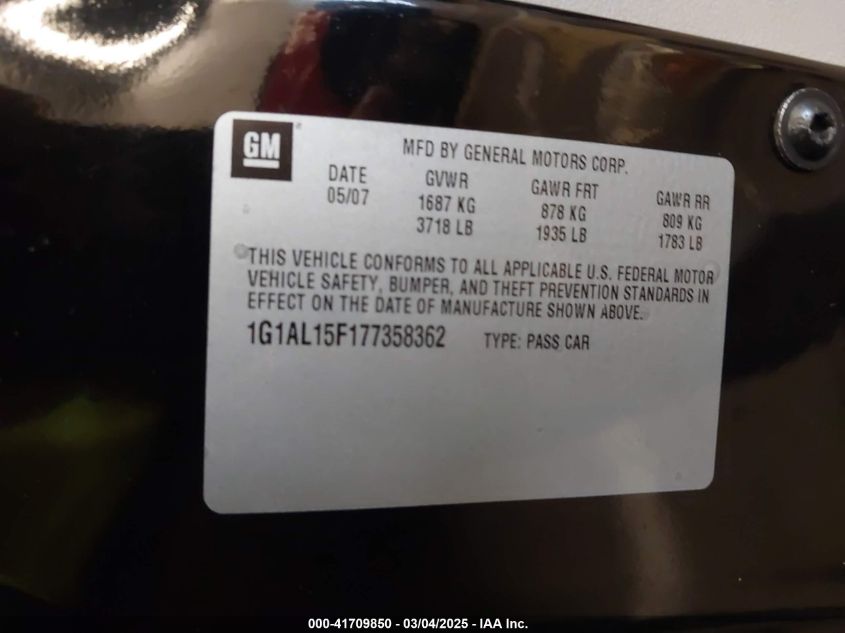 GM
MFD BY GENERAL MOTORS CORP.
DATE GVWR GAWR FRT GAWR RR
05/07 1687 KG 878 KG 809 KG
3718 LB 1935 LB 1783 LB
THIS VEHICLE CONFORMS TO ALL APPLICABLE U.S. FEDERAL MOTOR
VEHICLE SAFETY, BUMPER, AND THEFT PREVENTION STANDARDS IN
EFFECT ON THE DATE OF MANUFACTURE SHOWN ABOVE.
1G1AL15F177358362 TYPE: PASS CAR
000-41709850 — 03/04/2025 — IAA Inc.